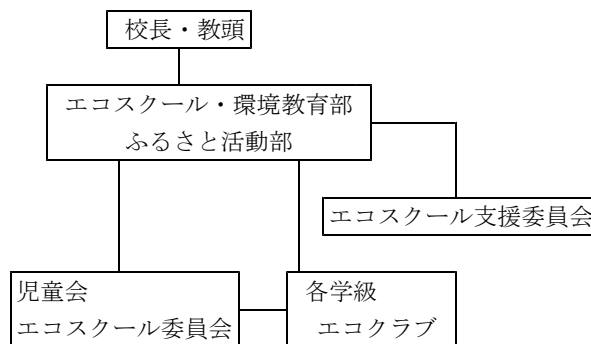 校長・教頭
エコスクール・環境教育部
ふるさと活動部
エコスクール支援委員会
児童会
エコスクール委員会
各学級
エコクラブ